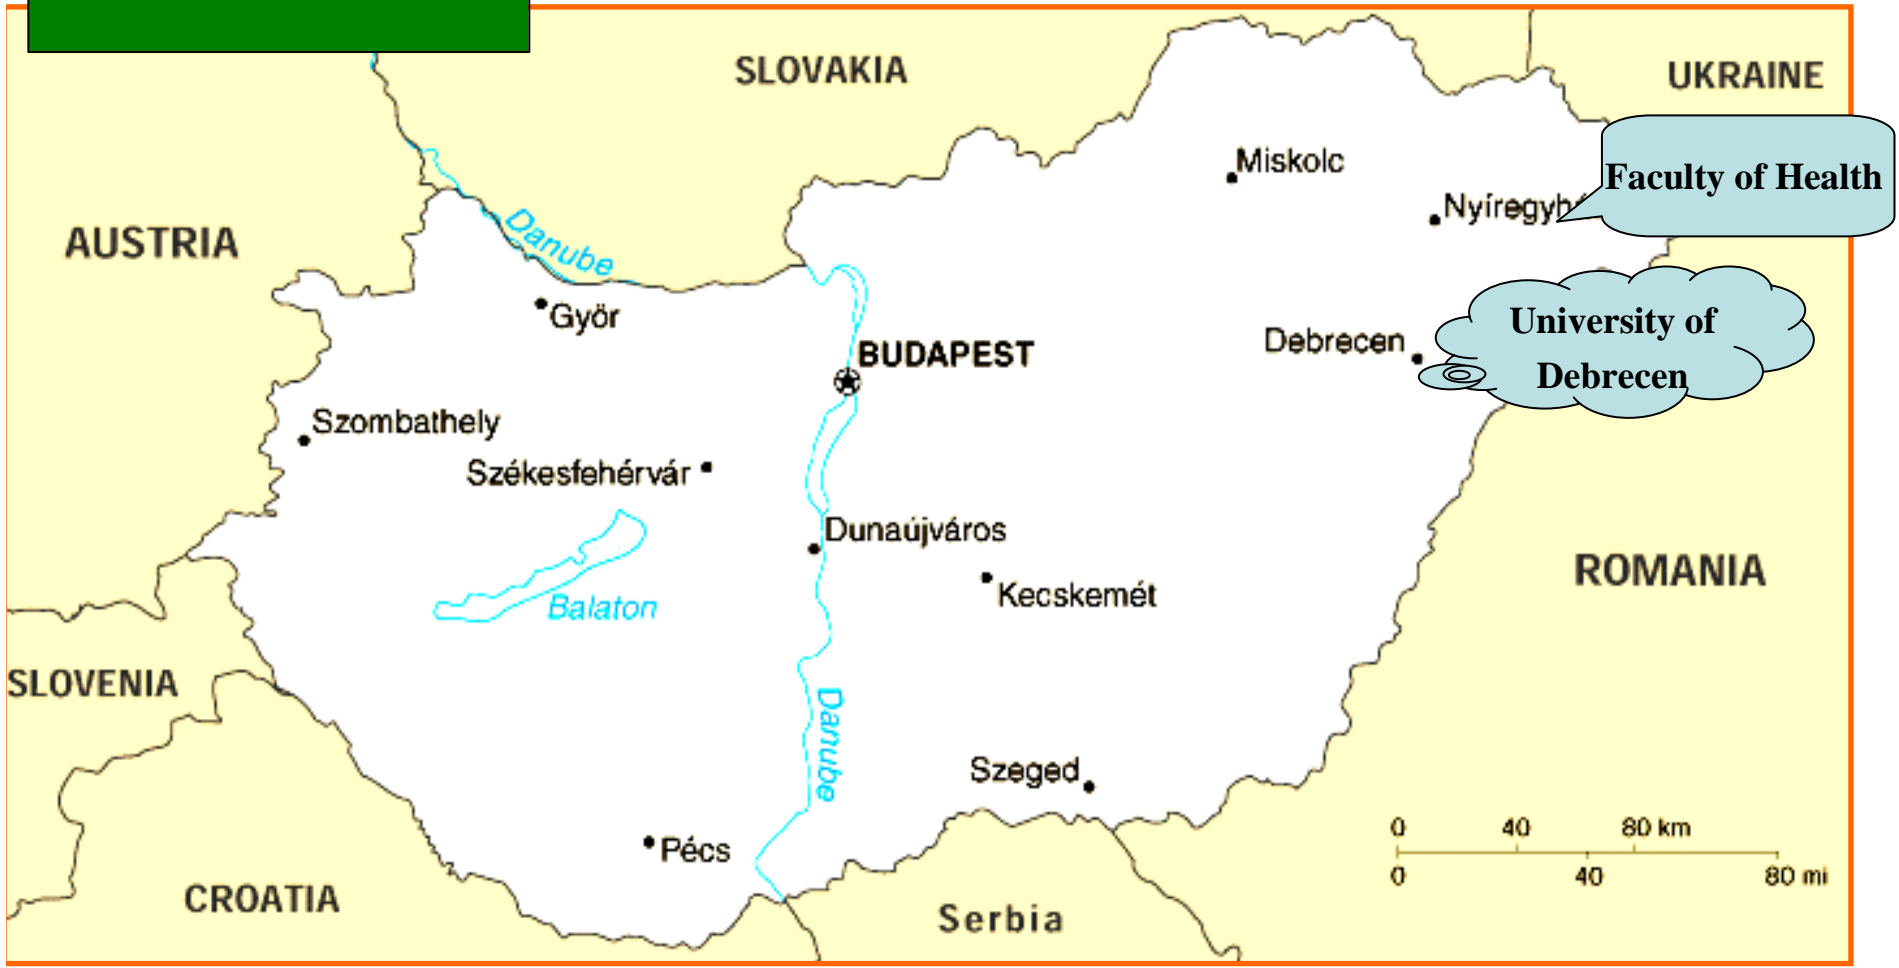 SLOVAKIA
UKRAINE
Miskolc
Faculty of Health
AUSTRIA
Danube
Győr
University of
Debrecen
Debrecen
BUDAPEST
Szombathely
Székesfehérvár
Dunaújváros
ROMANIA
Kecskemét
Balaton
SLOVENIA
Danube
Szeged
0 40 80 km
0 40 80 mi
Pécs
CROATIA
Serbia